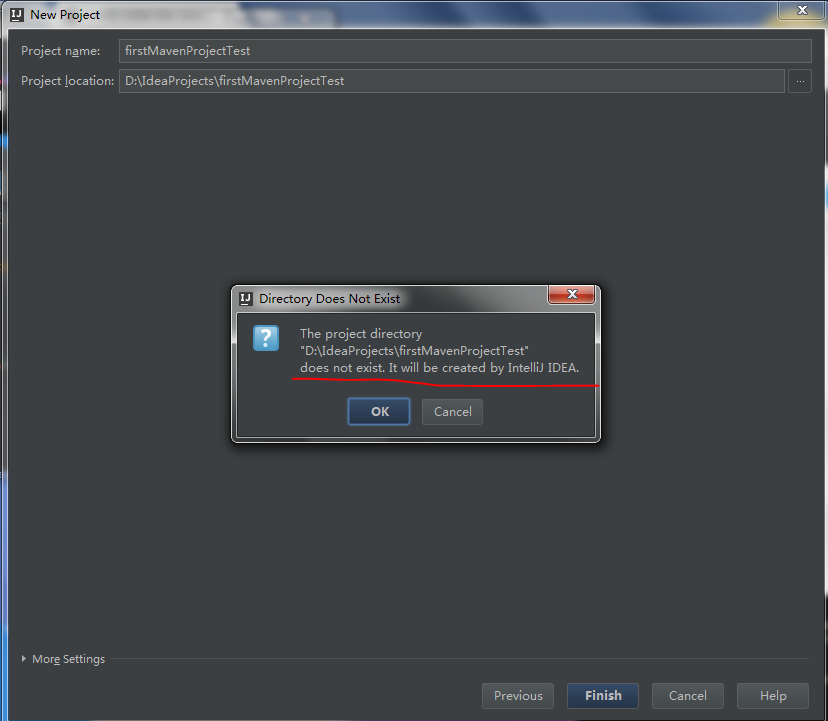 New Project
Project name: firstMavenProjectTest
Project location: D:\IdeaProjects\firstMavenProjectTest ...
Directory Does Not Exist
The project directory
"D:\IdeaProjects\firstMavenProjectTest"
does not exist. It will be created by IntelliJ IDEA.
OK Cancel
More Settings
Previous Finish Cancel Help